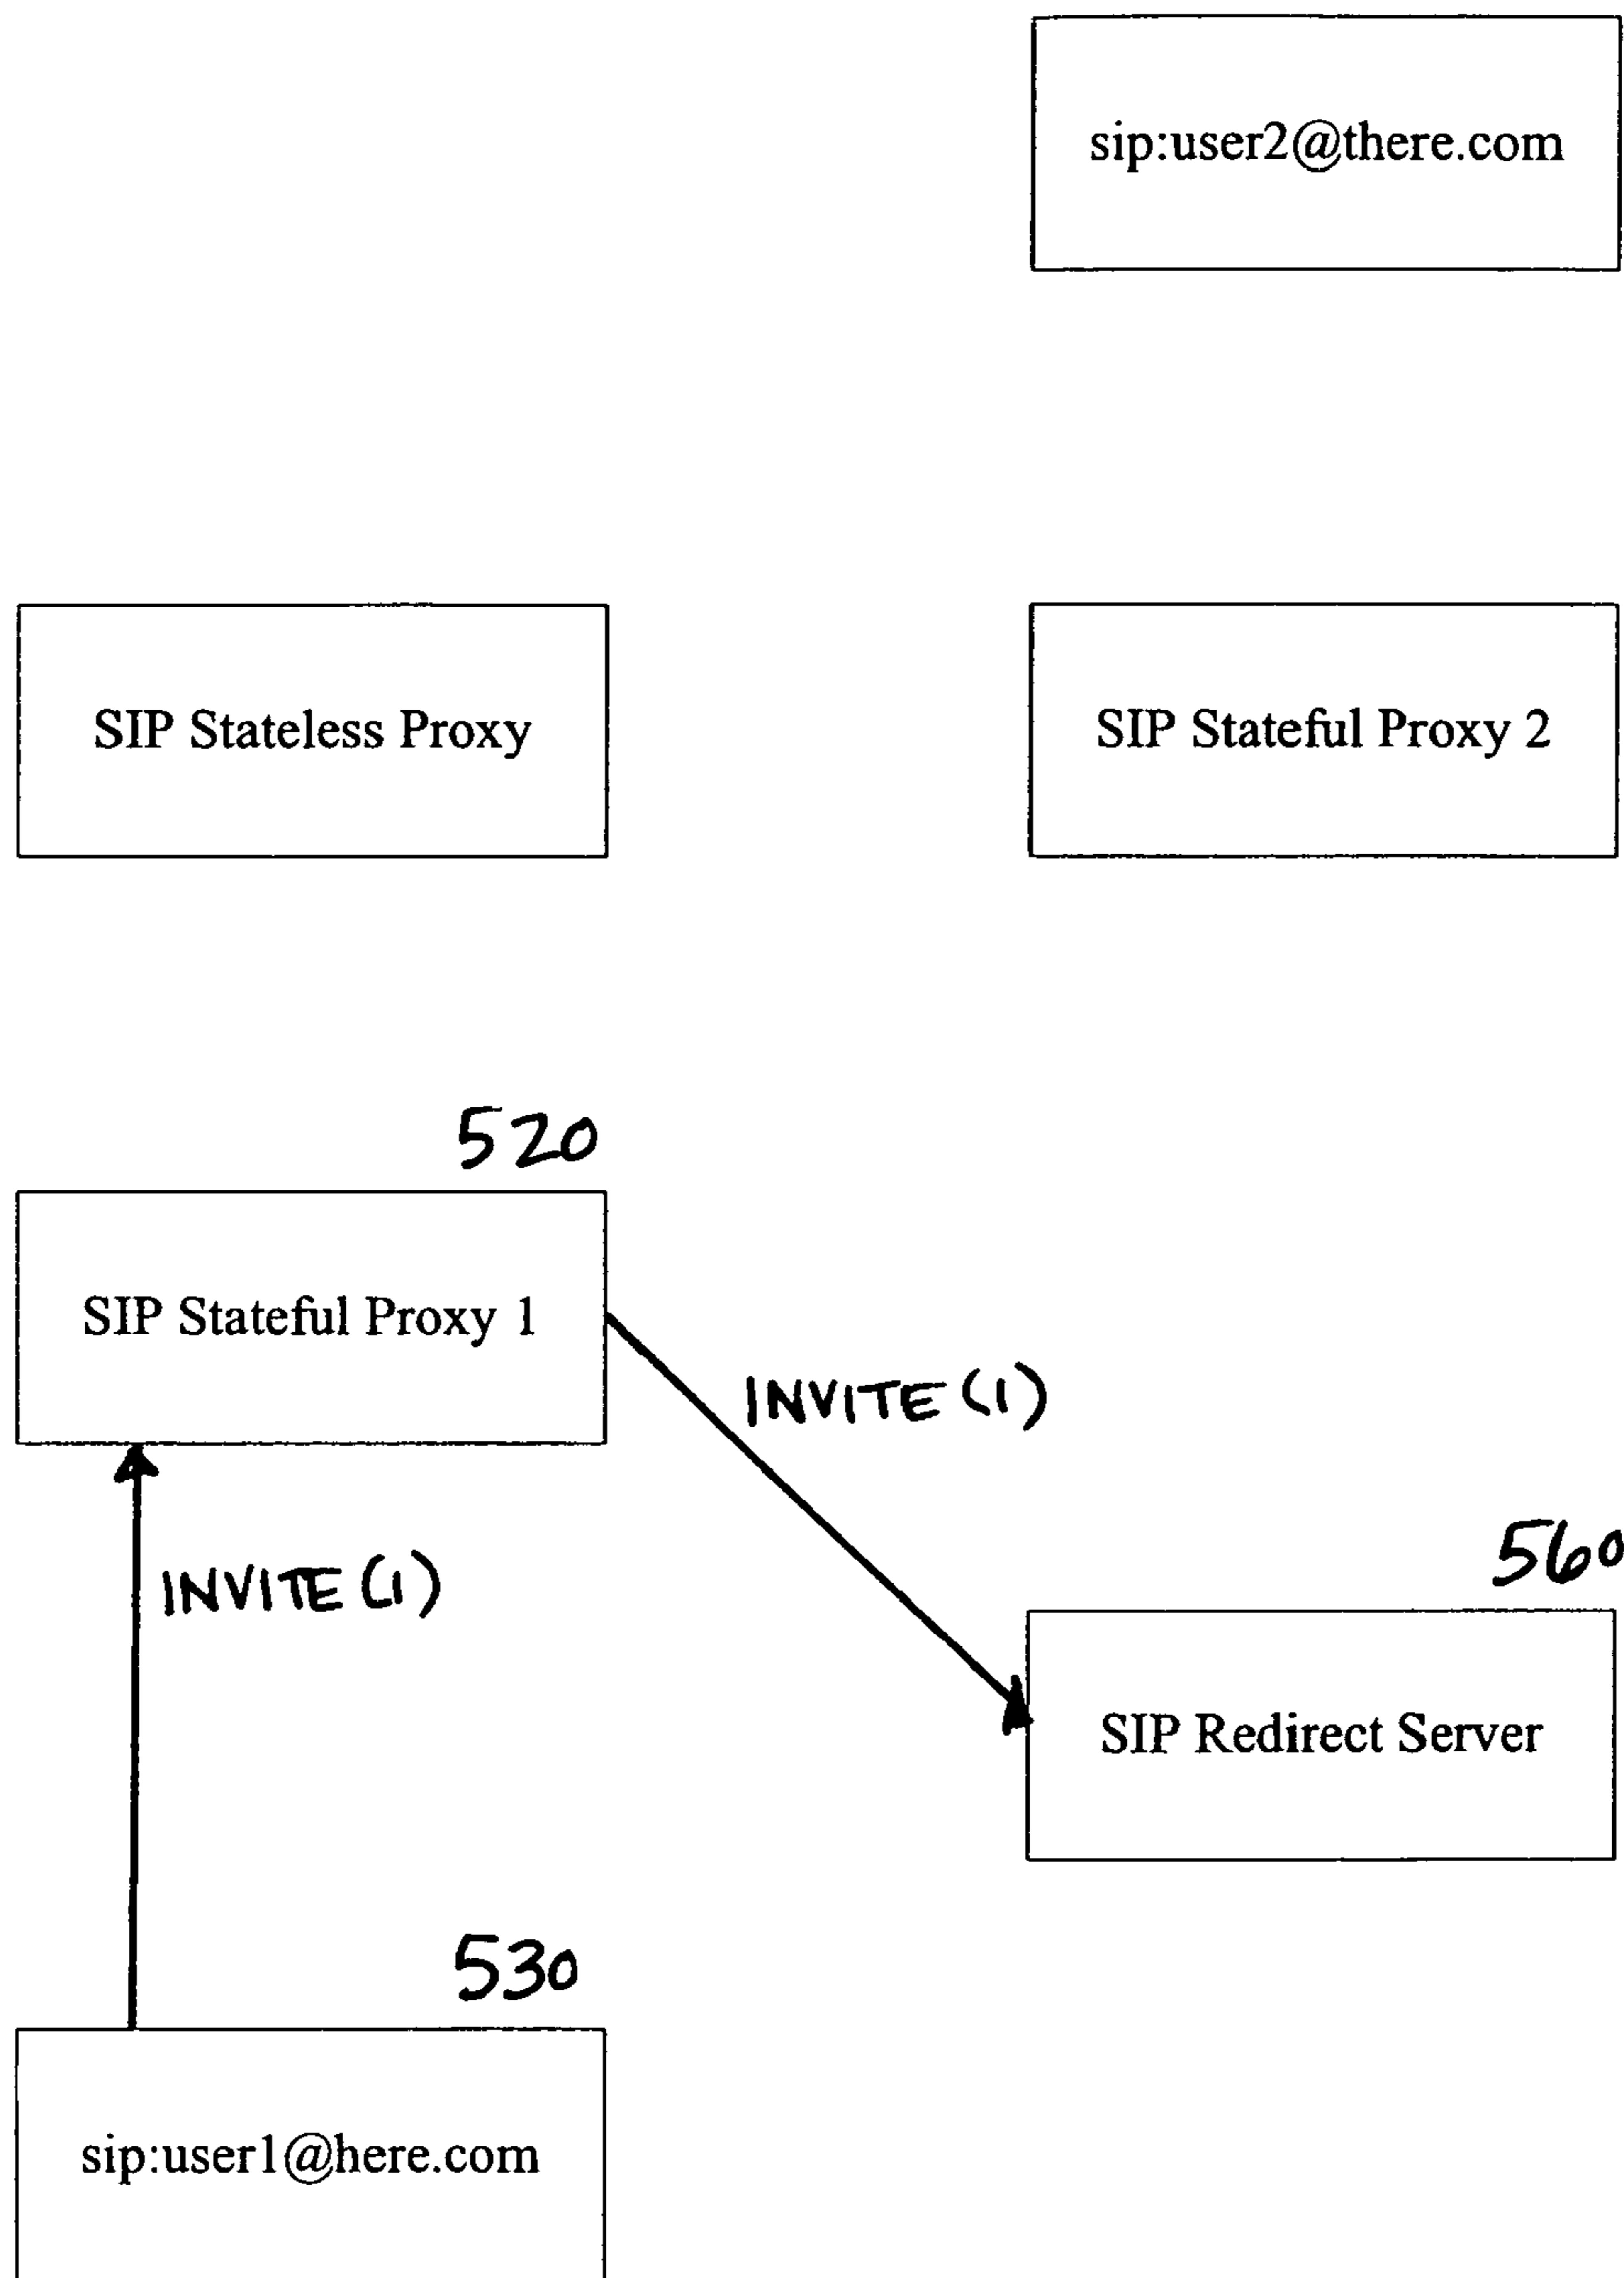 sip:user2@there.com
SIP Stateless Proxy
SIP Stateful Proxy 2
520
SIP Stateful Proxy 1
INVITE (1)
INVITE (1)
560
SIP Redirect Server
530
sip:user1@here.com